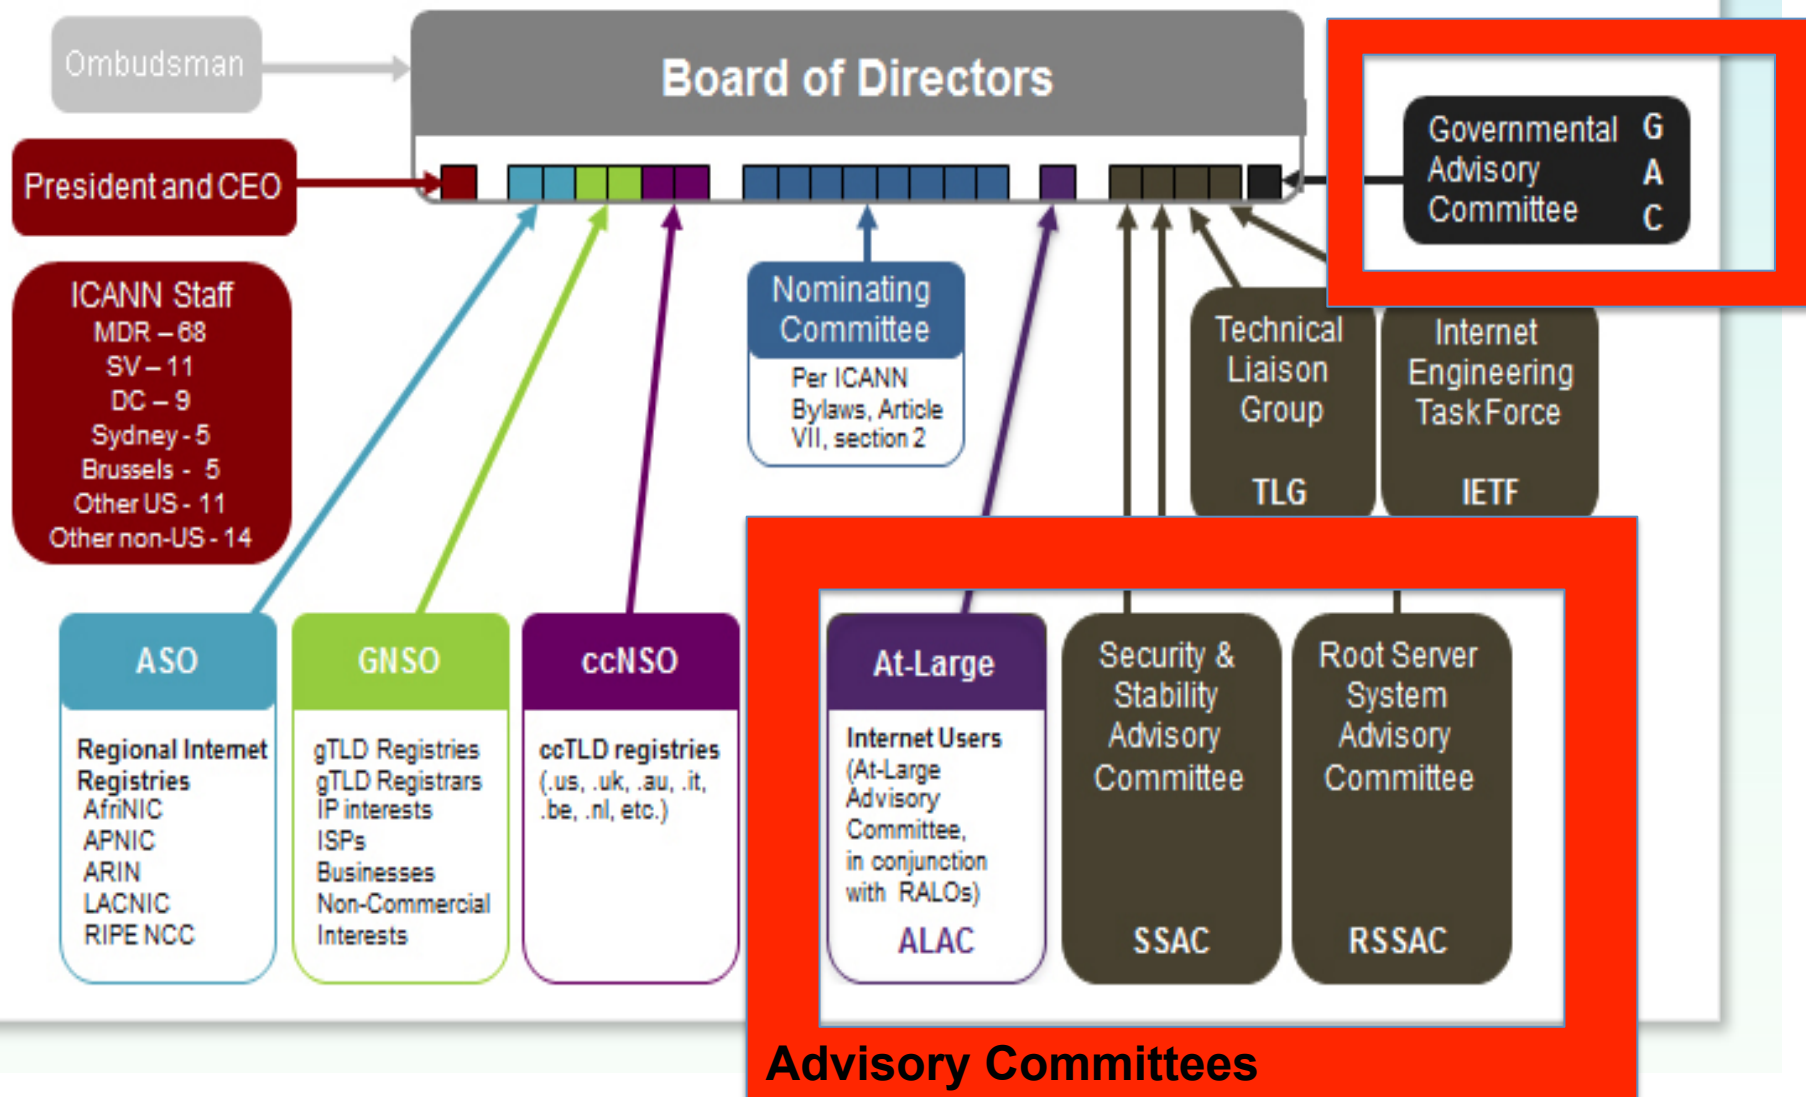 Ombudsman
Board of Directors
Governmental G
Advisory A
Committee C
President and CEO
ICANN Staff
MDR – 68
SV – 11
DC – 9
Sydney - 5
Brussels - 5
Other US - 11
Other non-US - 14
Nominating
Committee
Per ICANN
Bylaws, Article
VII, section 2
Technical
Liaison
Group
TLG
Internet
Engineering
Task Force
IETF
ASO
Regional Internet
Registries
AfriNIC
APNIC
ARIN
LACNIC
RIPE NCC
GNSO
gTLD Registries
gTLD Registrars
IP interests
ISPs
Businesses
Non-Commercial
Interests
ccNSO
ccTLD registries
(.us, .uk, .au, .it,
.be, .nl, etc.)
At-Large
Internet Users
(At-Large
Advisory
Committee,
in conjunction
with RALOs)
ALAC
Security &
Stability
Advisory
Committee
SSAC
Root Server
System
Advisory
Committee
RSSAC
Advisory Committees